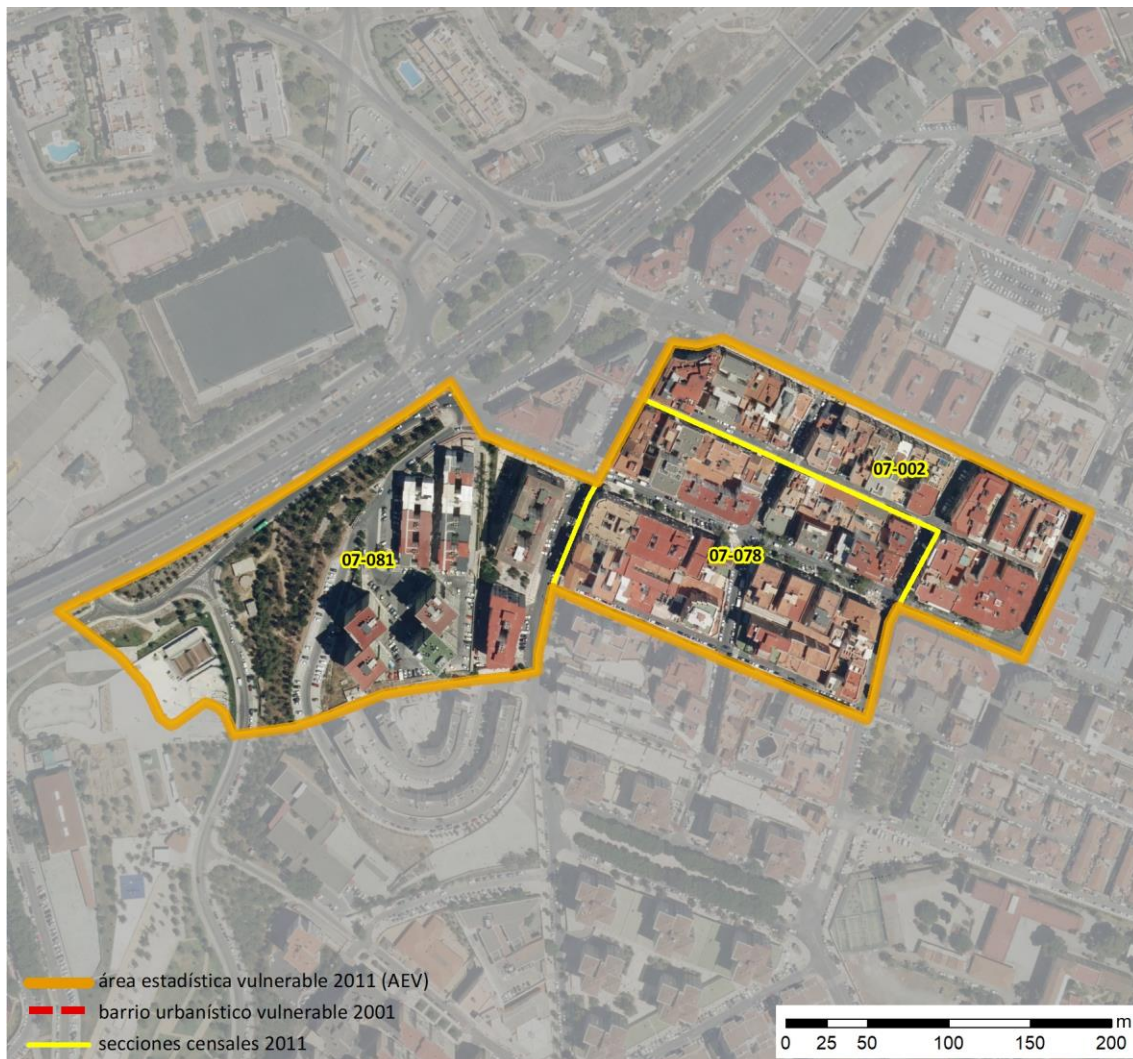 07-002
07-081
07-078
área estadística vulnerable 2011 (AEV)
barrio urbanístico vulnerable 2001
secciones censales 2011
m
0 25 50 100 150 200